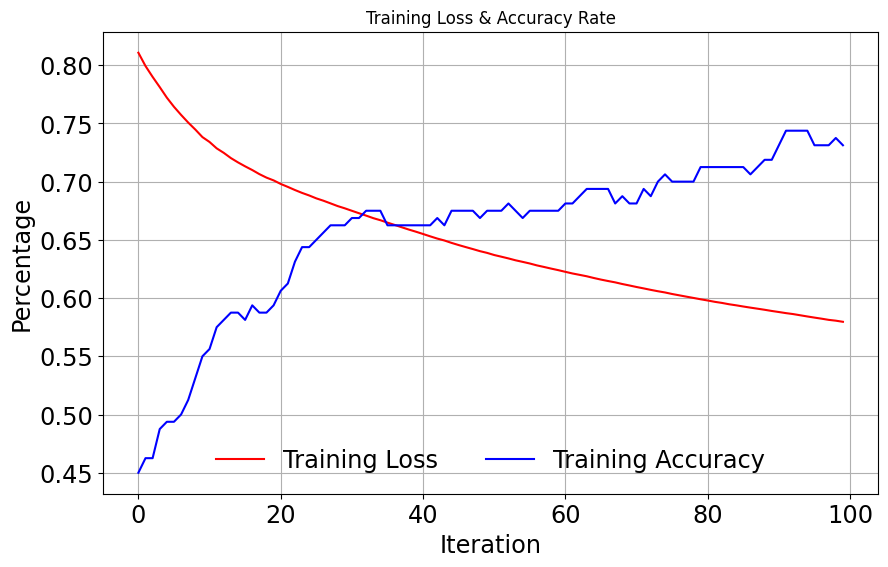 Training Loss & Accuracy Rate
0.80
0.75
0.70
0.65
0.60
0.55
0.50
0.45
Percentage
Training Loss
Training Accuracy
0 20 40 60 80 100
Iteration